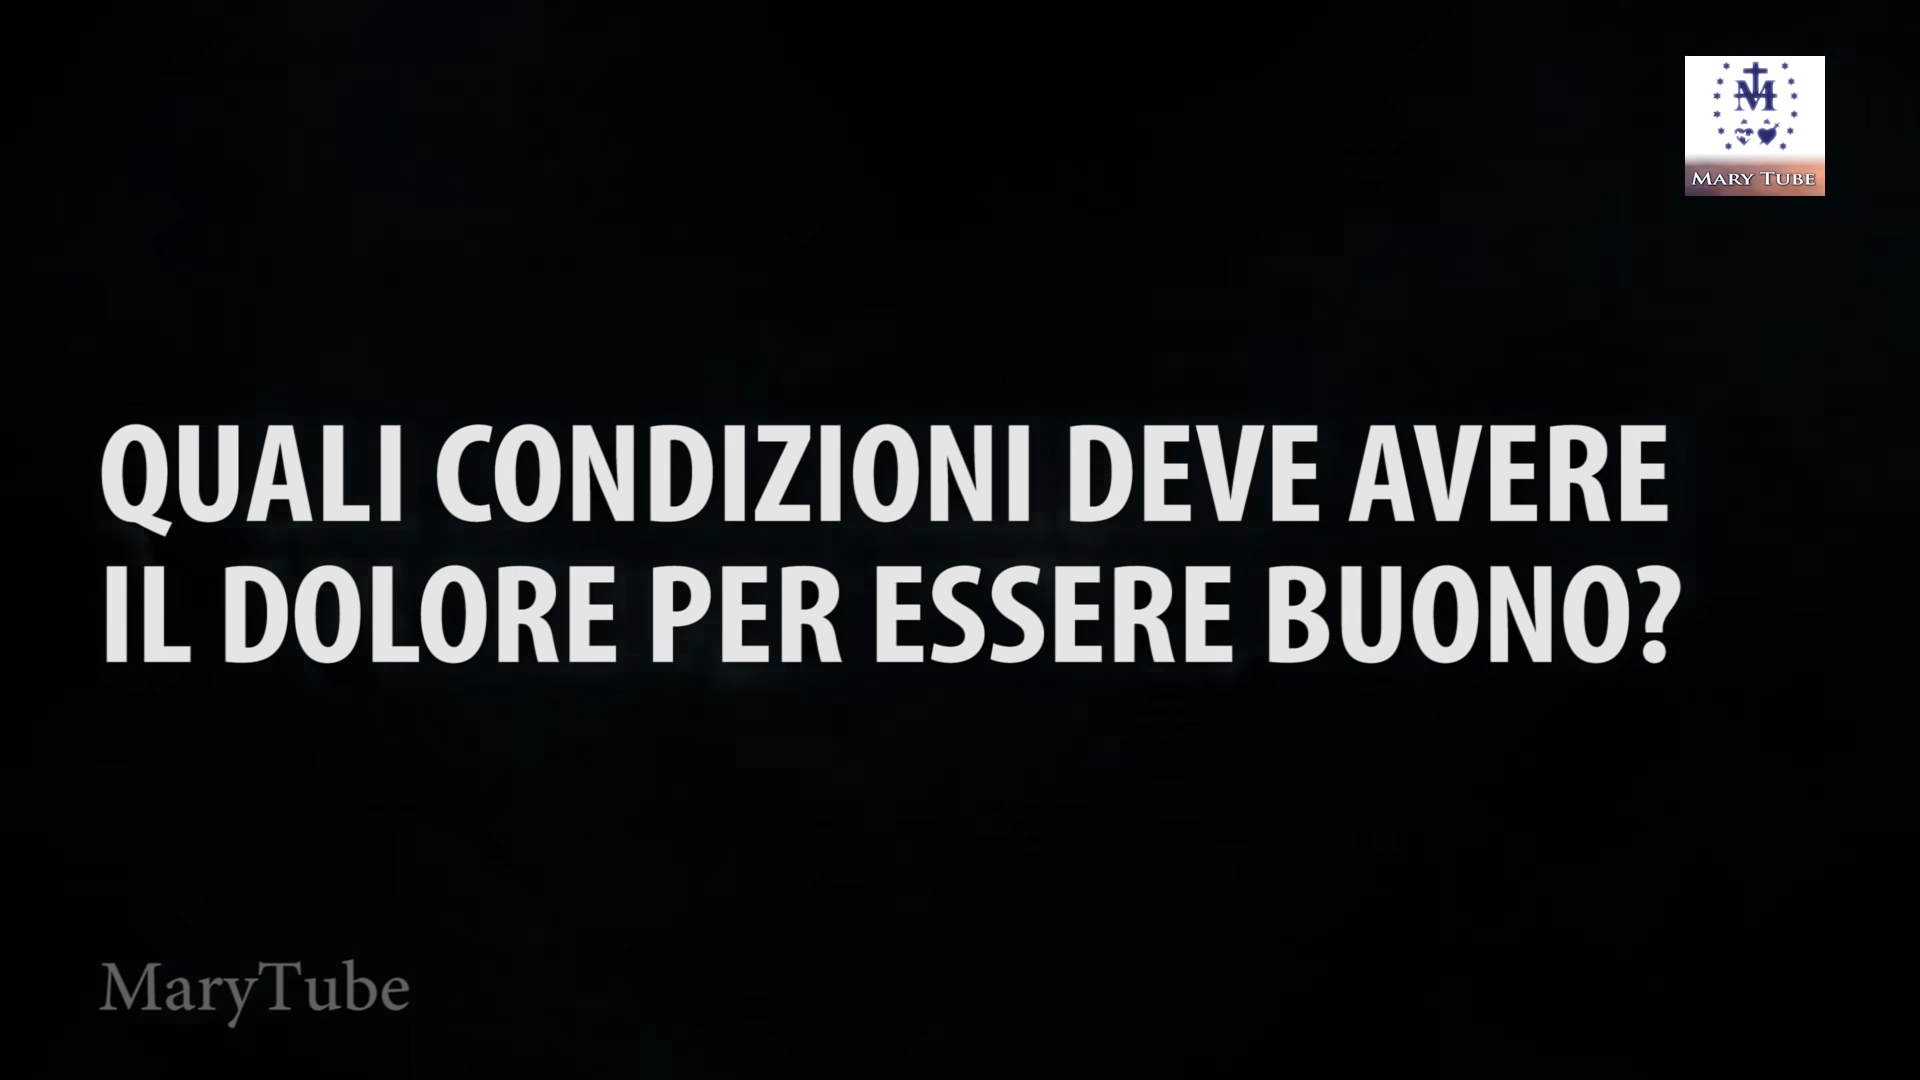 MARY TUBE
QUALI CONDIZIONI DEVE AVERE
IL DOLORE PER ESSERE BUONO?
MaryTube